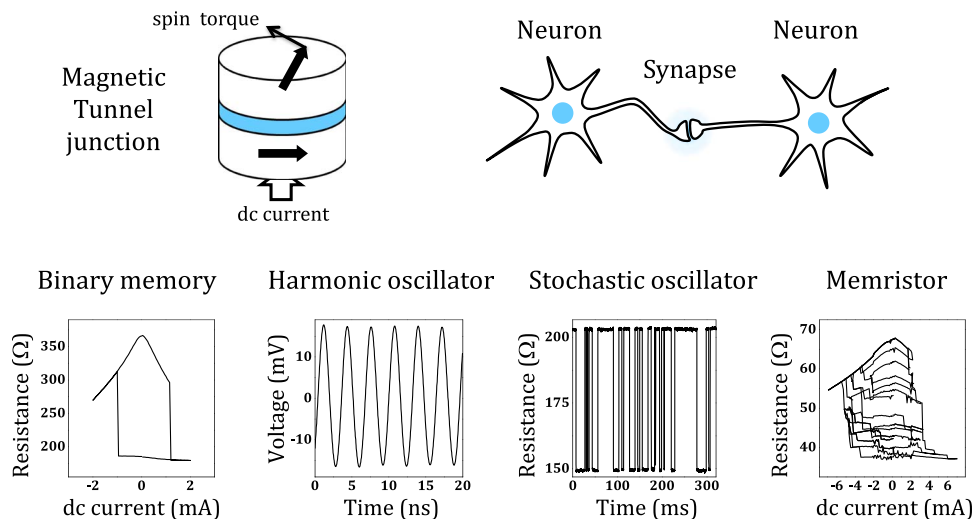 spin torque
Magnetic
Tunnel
junction
dc current
Neuron
Synapse
Neuron
Binary memory
Resistance (Ω)
350
300
250
200
-2
0
2
dc current (mA)
Harmonic oscillator
Voltage (mV)
10
0
-10
0
5
10
15
20
Time (ns)
Stochastic oscillator
Resistance (Ω)
200
175
150
0
100
200
300
Time (ms)
Memristor
Resistance (Ω)
70
60
50
40
-6
-4
-2
0
2
4
6
dc current (mA)